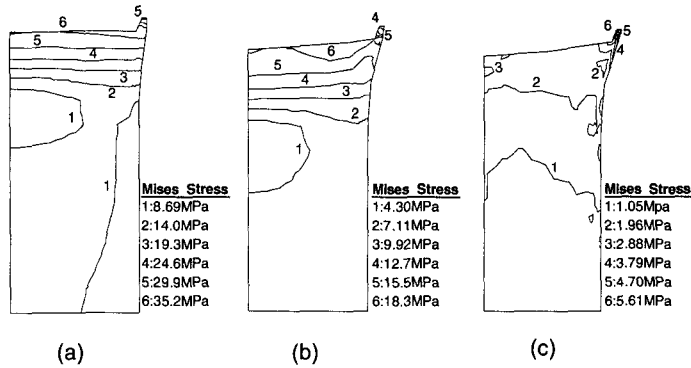 5
6
5
4
3
2
1
1
Mises Stress
1:8.69MPa
2:14.0MPa
3:19.3MPa
4:24.6MPa
5:29.9MPa
6:35.2MPa
(a)
4
5
6
5
4
3
2
1
Mises Stress
1:4.30MPa
2:7.11MPa
3:9.92MPa
4:12.7MPa
5:15.5MPa
6:18.3MPa
(b)
6
5
4
3
2
2
1
Mises Stress
1:1.05Mpa
2:1.96MPa
3:2.88MPa
4:3.79MPa
5:4.70MPa
6:5.61MPa
(c)